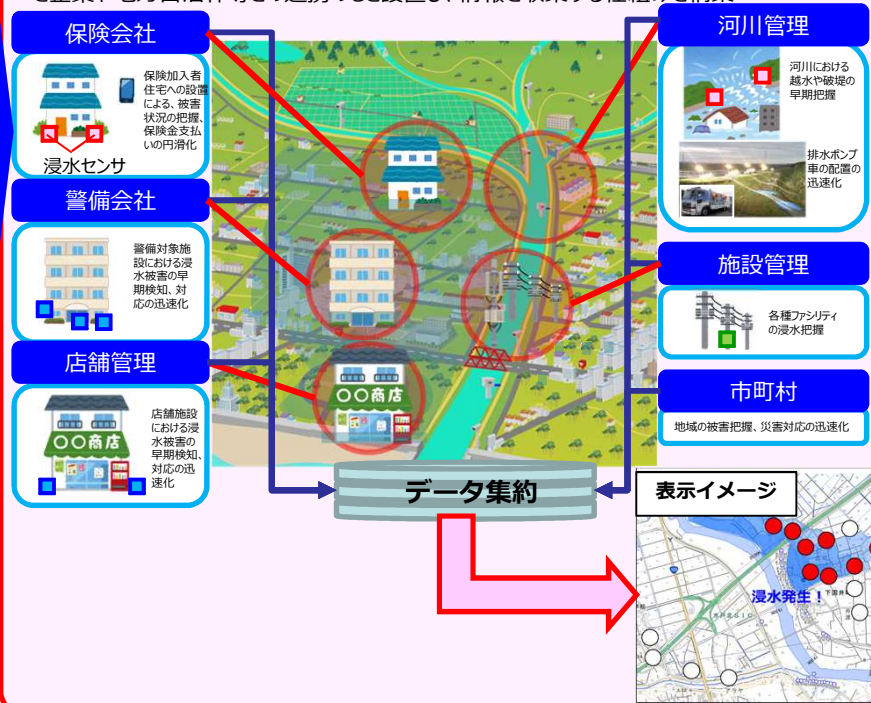 保険会社
保険加入者
住宅への設置
による、被害
状況の把握、
保険金支払
いの円滑化
浸水センサ
警備会社
警備対象施
設における浸
水被害の早
期検知、対
応の迅速化
店舗管理
〇〇商店
店舗施設
における浸
水被害の
早期検知、
対応の迅
速化
〇〇商店
河川管理
河川における
越水や破堤の
早期把握
排水ポンプ
車の配置の
迅速化
施設管理
各種ファシリティ
の浸水把握
市町村
地域の被害把握、災害対応の迅速化
データ集約
表示イメージ
浸水発生！